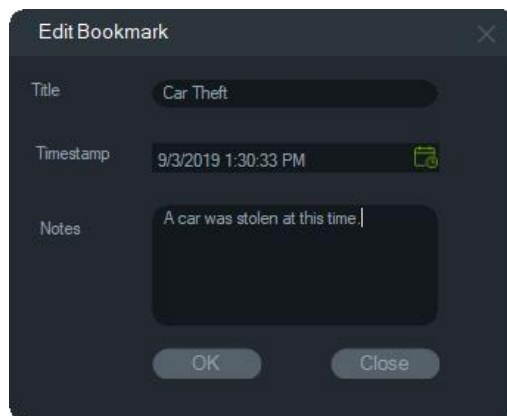 Edit Bookmark
Title
Car Theft
Timestamp
9/3/2019 1:30:33 PM
Notes
A car was stolen at this time.
OK
Close